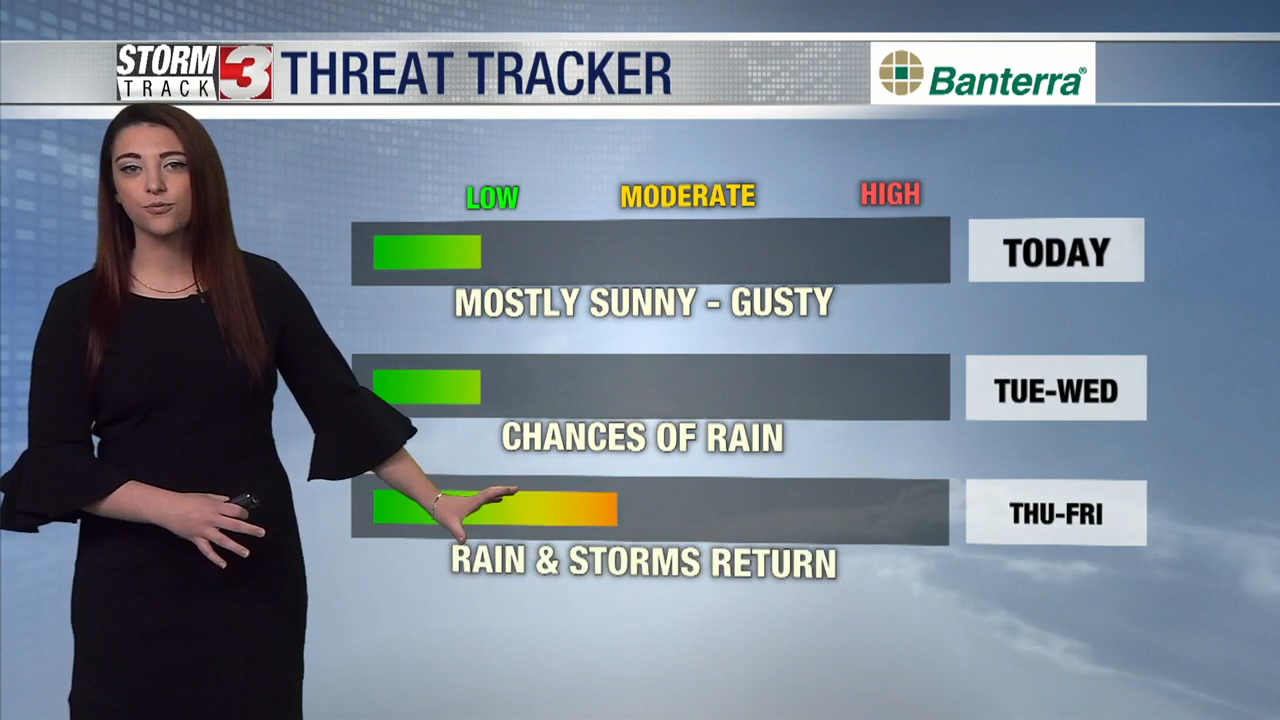 STORM
TRACK 3
THREAT TRACKER
Banterra®
LOW MODERATE HIGH
TODAY
MOSTLY SUNNY - GUSTY
TUE-WED
CHANCES OF RAIN
THU-FRI
RAIN & STORMS RETURN